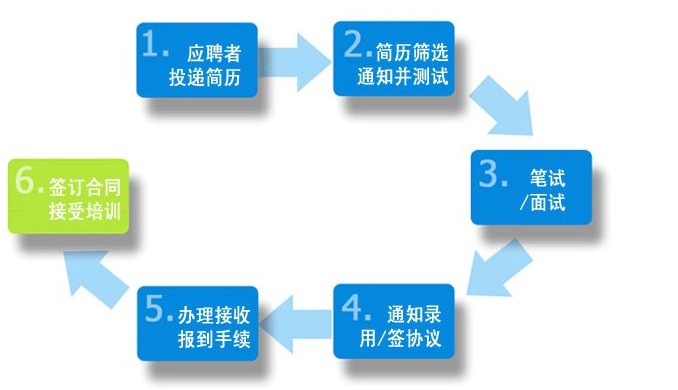 1. 应聘者
投递简历
2. 简历筛选
通知并测试
3. 笔试
/面试
4. 通知录
用/签协议
5. 办理接收
报到手续
6. 签订合同
接受培训